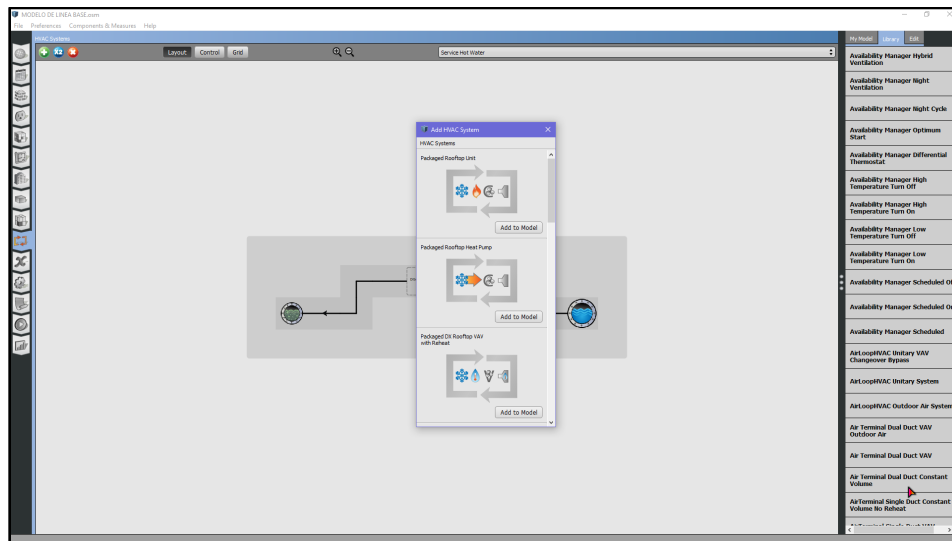 MODELO DE LINEA BASE.osm
File Preferences Components & Measures Help
HVAC Systems
My Model Library Edit
x2
Layout Control Grid
Service Hot Water
Add HVAC System
HVAC Systems
Packaged Rooftop Unit
Add to Model
Packaged Rooftop Heat Pump
Add to Model
Packaged DX Rooftop VAV
with Reheat
Add to Model
Availability Manager Hybrid
Ventilation
Availability Manager Night
Ventilation
Availability Manager Night Cycle
Availability Manager Optimum
Start
Availability Manager Differential
Thermostat
Availability Manager High
Temperature Turn Off
Availability Manager High
Temperature Turn On
Availability Manager Low
Temperature Turn Off
Availability Manager Low
Temperature Turn On
Availability Manager Scheduled
Availability Manager Scheduled
Availability Manager Scheduled
AirLoopHVAC Unitary VAV
Changeover Bypass
AirLoopHVAC Unitary System
AirLoopHVAC Outdoor Air System
Air Terminal Dual Duct VAV
Outdoor Air
Air Terminal Dual Duct VAV
Air Terminal Dual Duct Constant
Volume
AirTerminal Single Duct Constant
Volume No Reheat